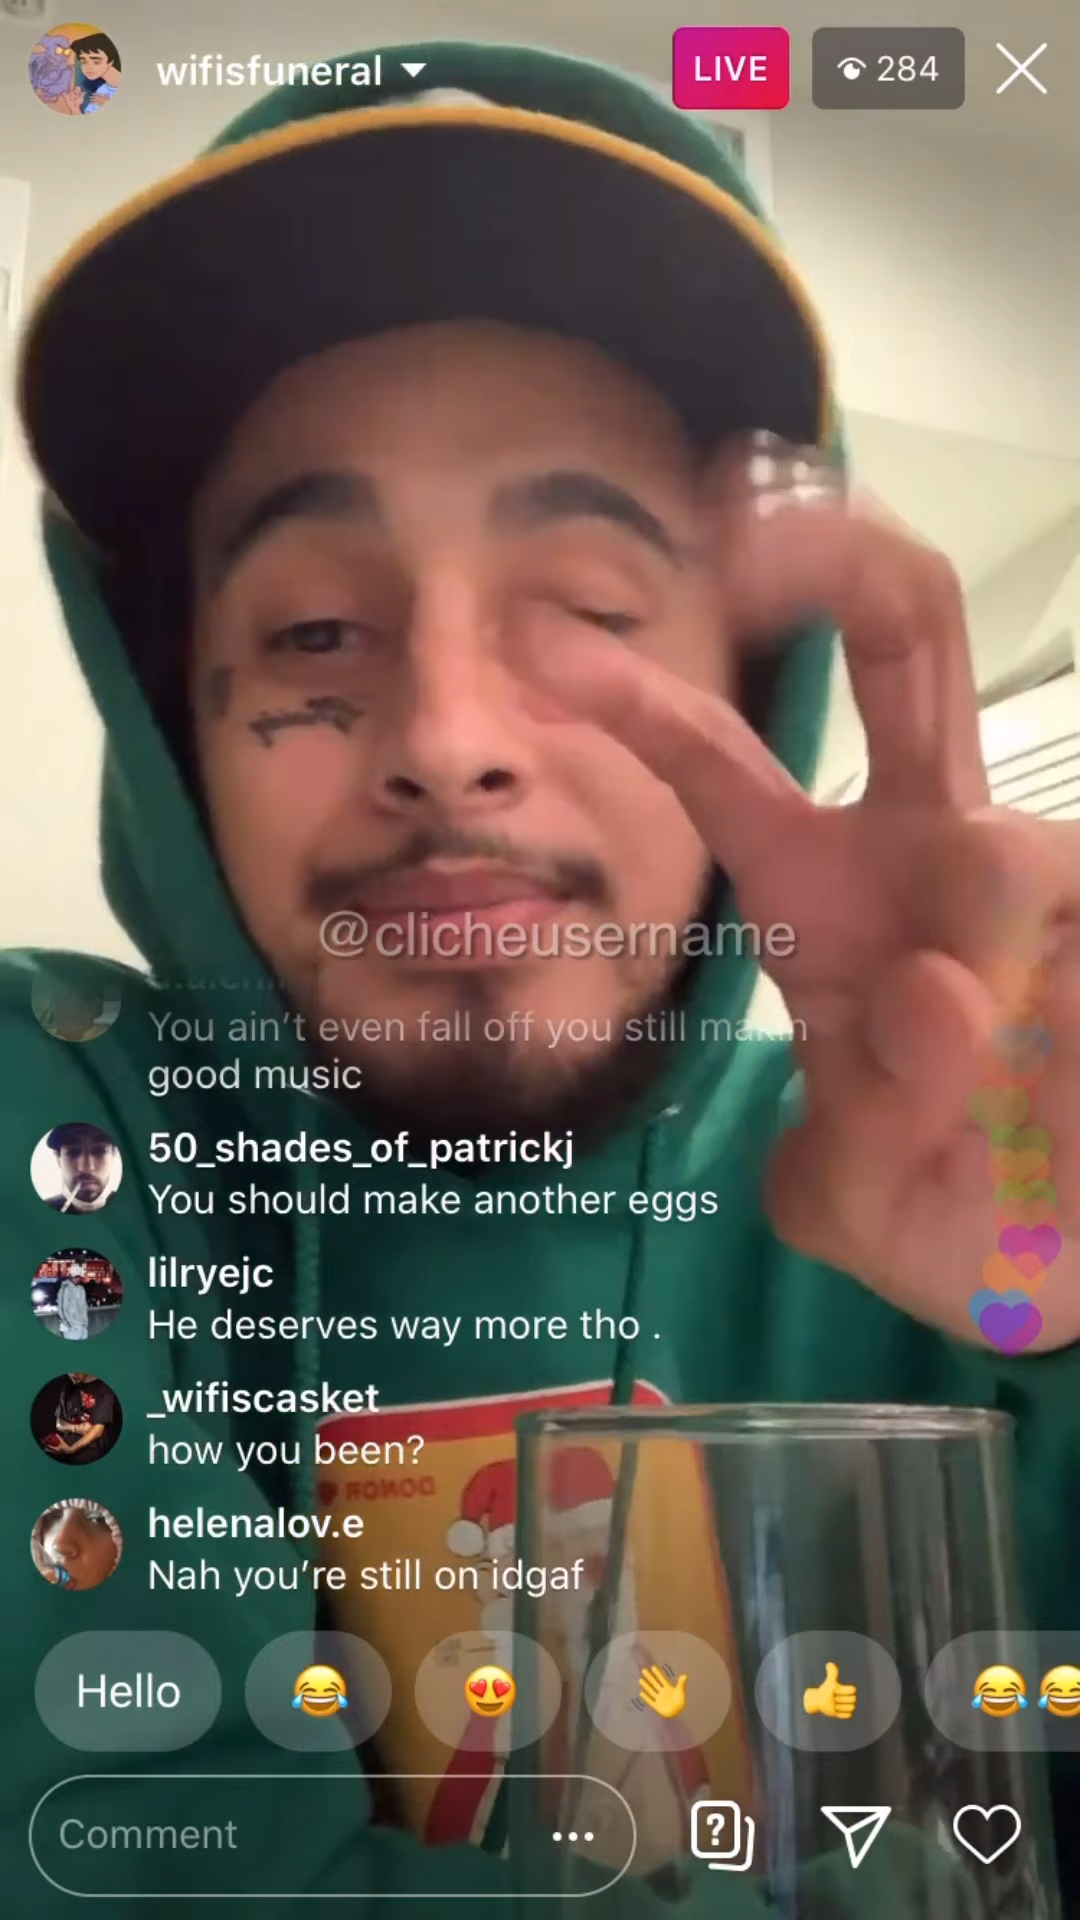 wifisfuneral
LIVE
284
@clicheusername
You ain't even fall off you still makin
good music
50_shades_of_patrickj
You should make another eggs
lilryejc
He deserves way more tho .
_wifiscasket
how you been?
helenalov.e
Nah you're still on idgaf
DONOR
Hello
Comment